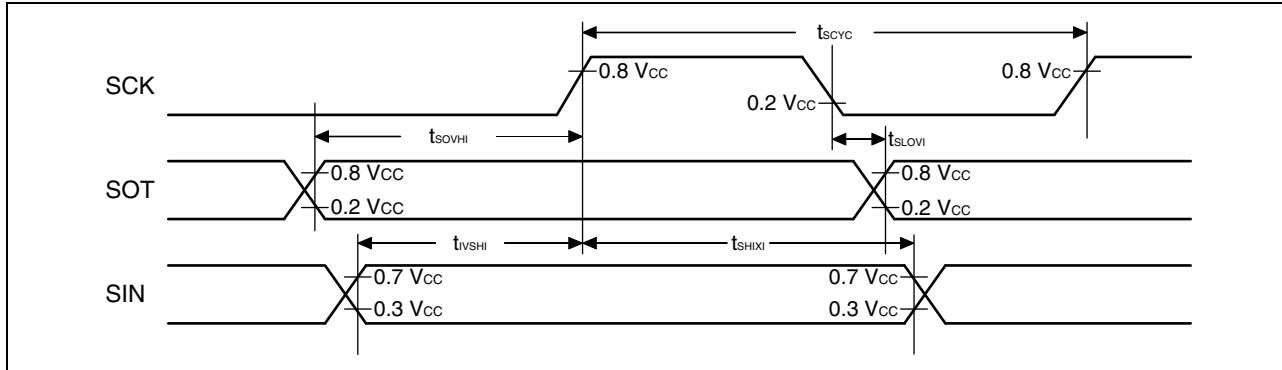 tSCYC
SCK
0.8 VCC
0.8 VCC
0.2 VCC
tSOVHI
tSLOVI
SOT
0.8 VCC
0.8 VCC
0.2 VCC
0.2 VCC
tIVSHI
tSHIXI
SIN
0.7 VCC
0.7 VCC
0.3 VCC
0.3 VCC